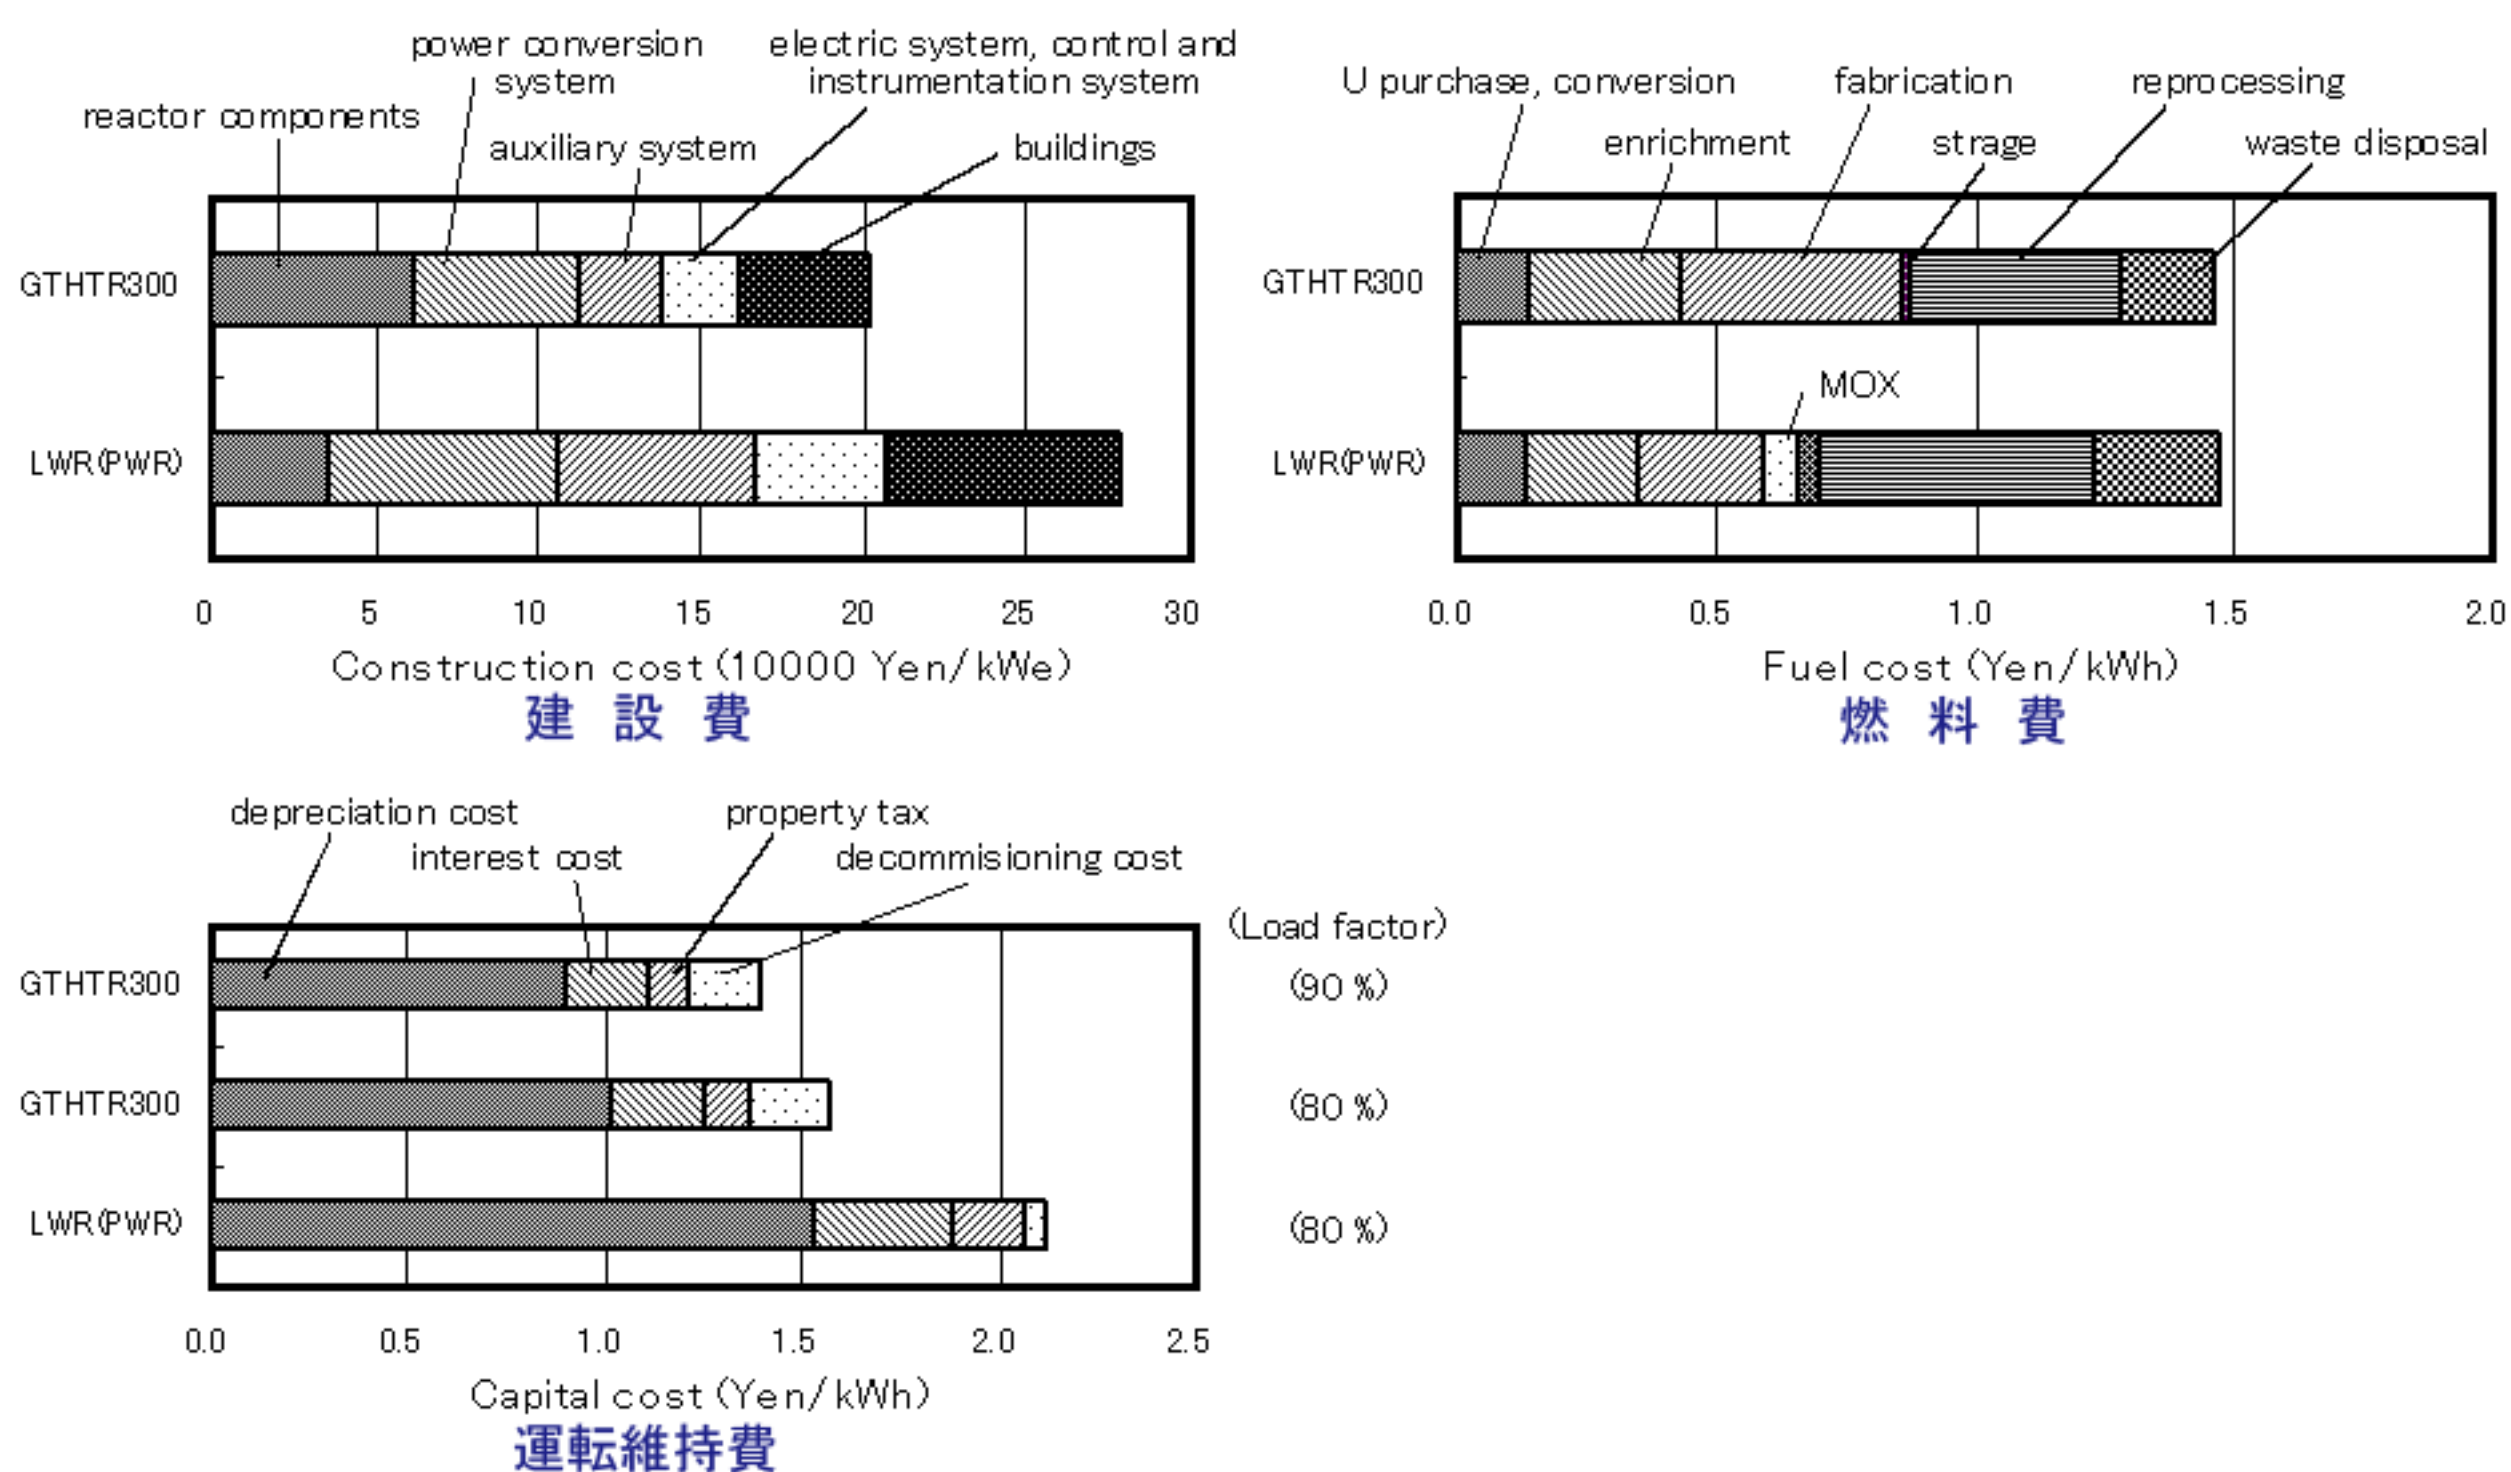 power conversion
system
electric system, control and
instrumentation system
reactor components
auxiliary system
buildings
GTHTR300
LWR(PWR)
0 5 10 15 20 25 30
Construction cost (10000 Yen/kWe)
建設費
U purchase, conversion
fabrication
reprocessing
enrichment
strage
waste disposal
GTHTR300
MOX
LWR(PWR)
0.0 0.5 1.0 1.5 2.0
Fuel cost (Yen/kWh)
燃料費
depreciation cost
property tax
interest cost
decommisioning cost
(Load factor)
GTHTR300 (90 %)
GTHTR300 (80 %)
LWR(PWR) (80 %)
0.0 0.5 1.0 1.5 2.0 2.5
Capital cost (Yen/kWh)
運転維持費